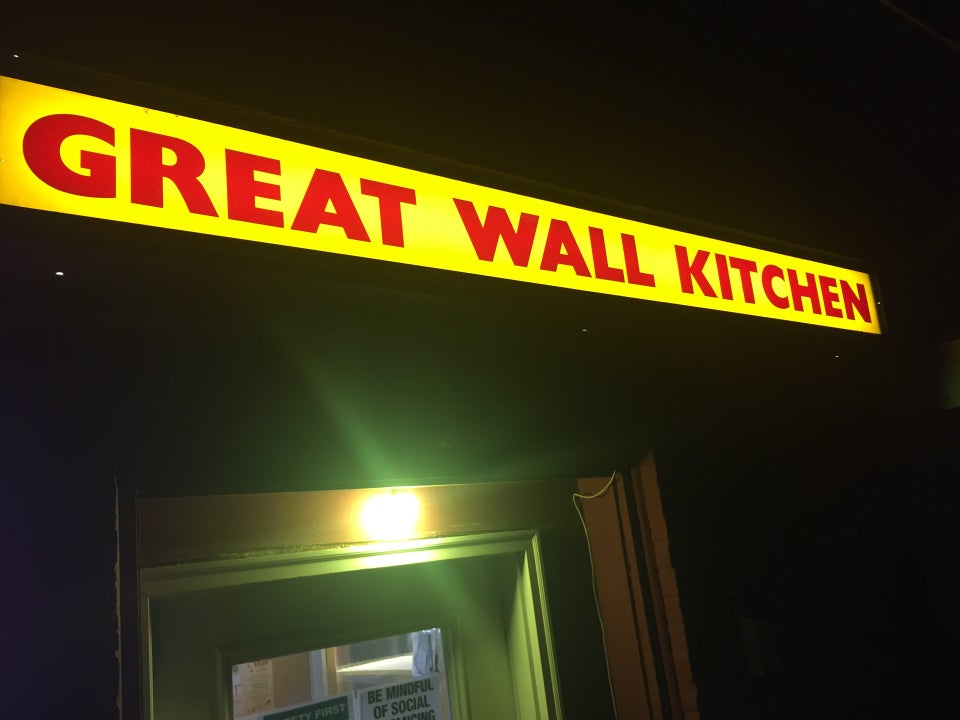 GREAT WALL KITCHEN
FIRST
BE MINDFUL
OF SOCIAL